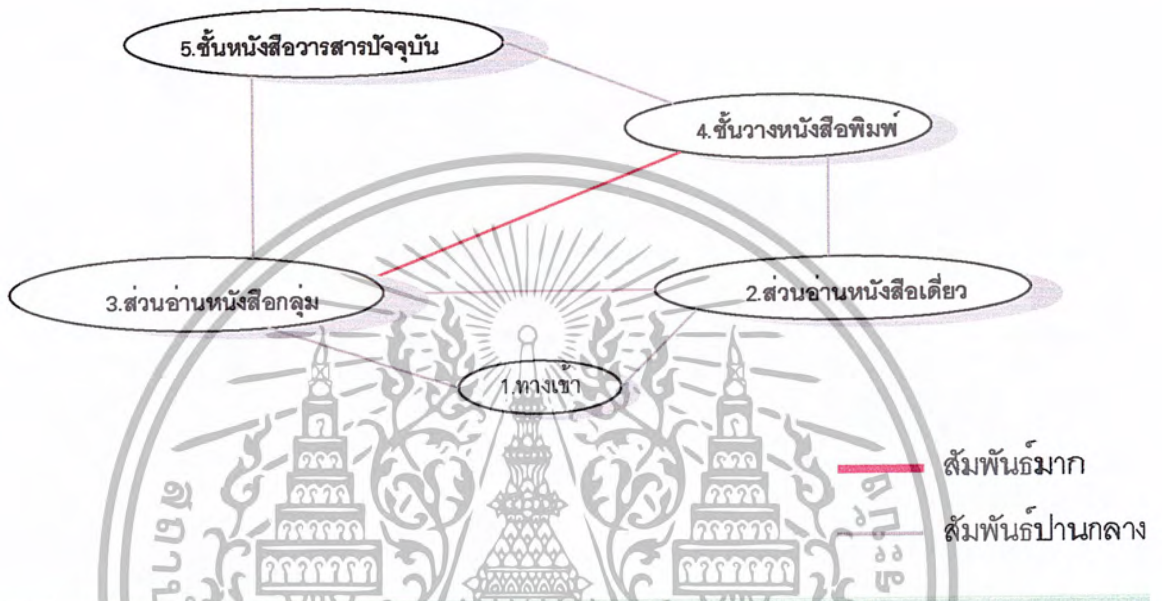 5.ชั้นหนังสือวารสารปัจจุบัน
4.ชั้นวางหนังสือพิมพ์
3.ส่วนอ่านหนังสือกลุ่ม
2.ส่วนอ่านหนังสือเดี่ยว
1.ทางเข้า
สัมพันธ์มาก
สัมพันธ์ปานกลาง